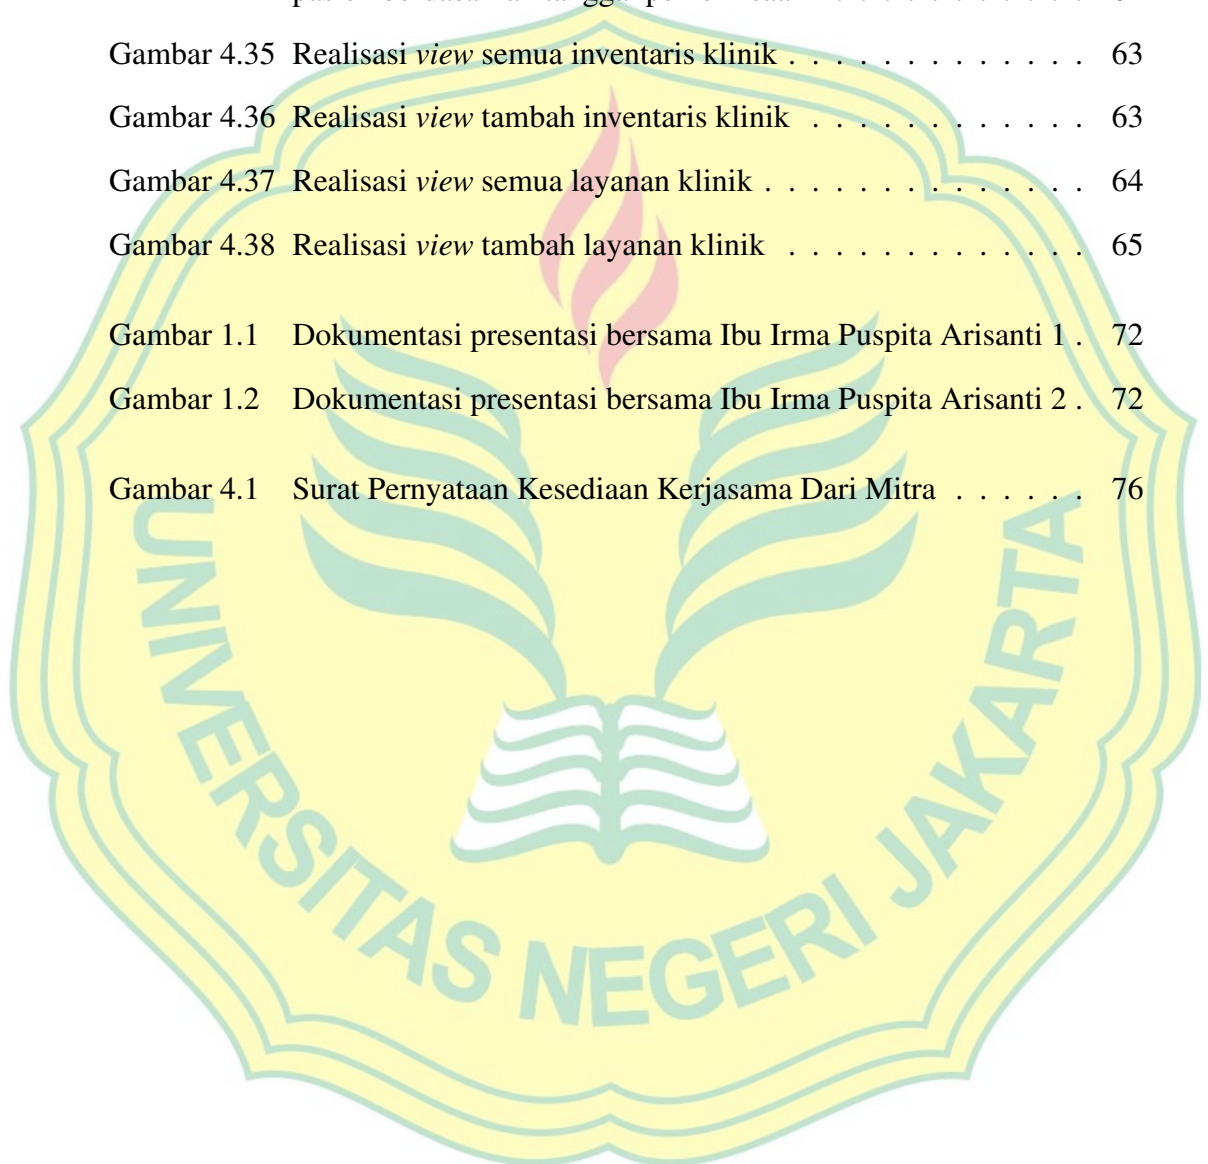 Gambar 4.35 Realisasi view semua inventaris klinik . . . . . . . . . . . . . 63
Gambar 4.36 Realisasi view tambah inventaris klinik . . . . . . . . . . . . 63
Gambar 4.37 Realisasi view semua layanan klinik . . . . . . . . . . . . . . 64
Gambar 4.38 Realisasi view tambah layanan klinik . . . . . . . . . . . . . 65
Gambar 1.1 Dokumentasi presentasi bersama Ibu Irma Puspita Arisanti 1 . 72
Gambar 1.2 Dokumentasi presentasi bersama Ibu Irma Puspita Arisanti 2 . 72
Gambar 4.1 Surat Pernyataan Kesediaan Kerjasama Dari Mitra . . . . . . 76
UNIVERSITAS NEGERI JAKARTA